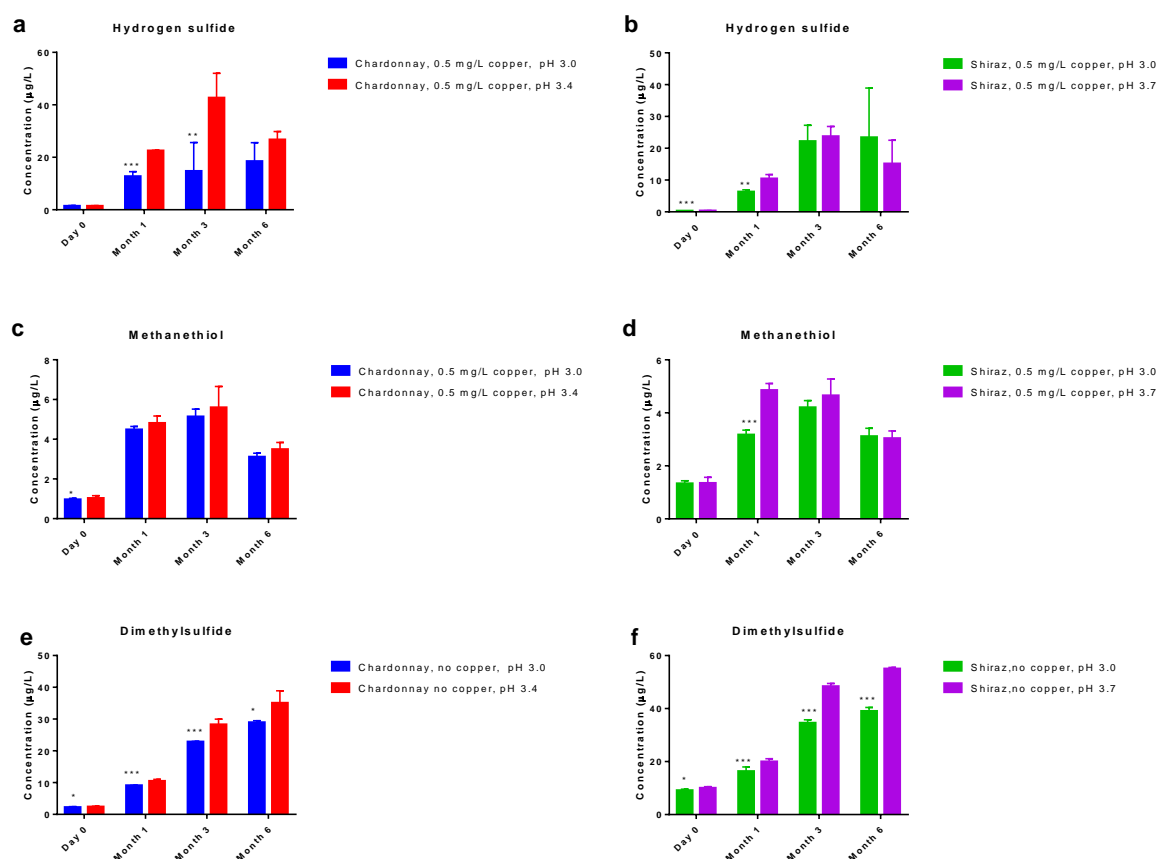 a
Hydrogen sulfide
Concentration (µg/L)
60
40
20
0
***
**
Day 0
Month 1
Month 3
Month 6
Chardonnay, 0.5 mg/L copper, pH 3.0
Chardonnay, 0.5 mg/L copper, pH 3.4
b
Hydrogen sulfide
Concentration (µg/L)
50
40
30
20
10
0
***
**
Day 0
Month 1
Month 3
Month 6
Shiraz, 0.5 mg/L copper, pH 3.0
Shiraz, 0.5 mg/L copper, pH 3.7
c
Methanethiol
Concentration (µg/L)
8
6
4
2
0
*
Day 0
Month 1
Month 3
Month 6
Chardonnay, 0.5 mg/L copper, pH 3.0
Chardonnay, 0.5 mg/L copper, pH 3.4
d
Methanethiol
Concentration (µg/L)
6
4
2
0
***
Day 0
Month 1
Month 3
Month 6
Shiraz, 0.5 mg/L copper, pH 3.0
Shiraz, 0.5 mg/L copper, pH 3.7
e
Dimethylsulfide
Concentration (µg/L)
50
40
30
20
10
0
*
***
***
*
Day 0
Month 1
Month 3
Month 6
Chardonnay, no copper, pH 3.0
Chardonnay no copper, pH 3.4
f
Dimethylsulfide
Concentration (µg/L)
60
40
20
0
*
***
***
***
Day 0
Month 1
Month 3
Month 6
Shiraz,no copper, pH 3.0
Shiraz,no copper, pH 3.7